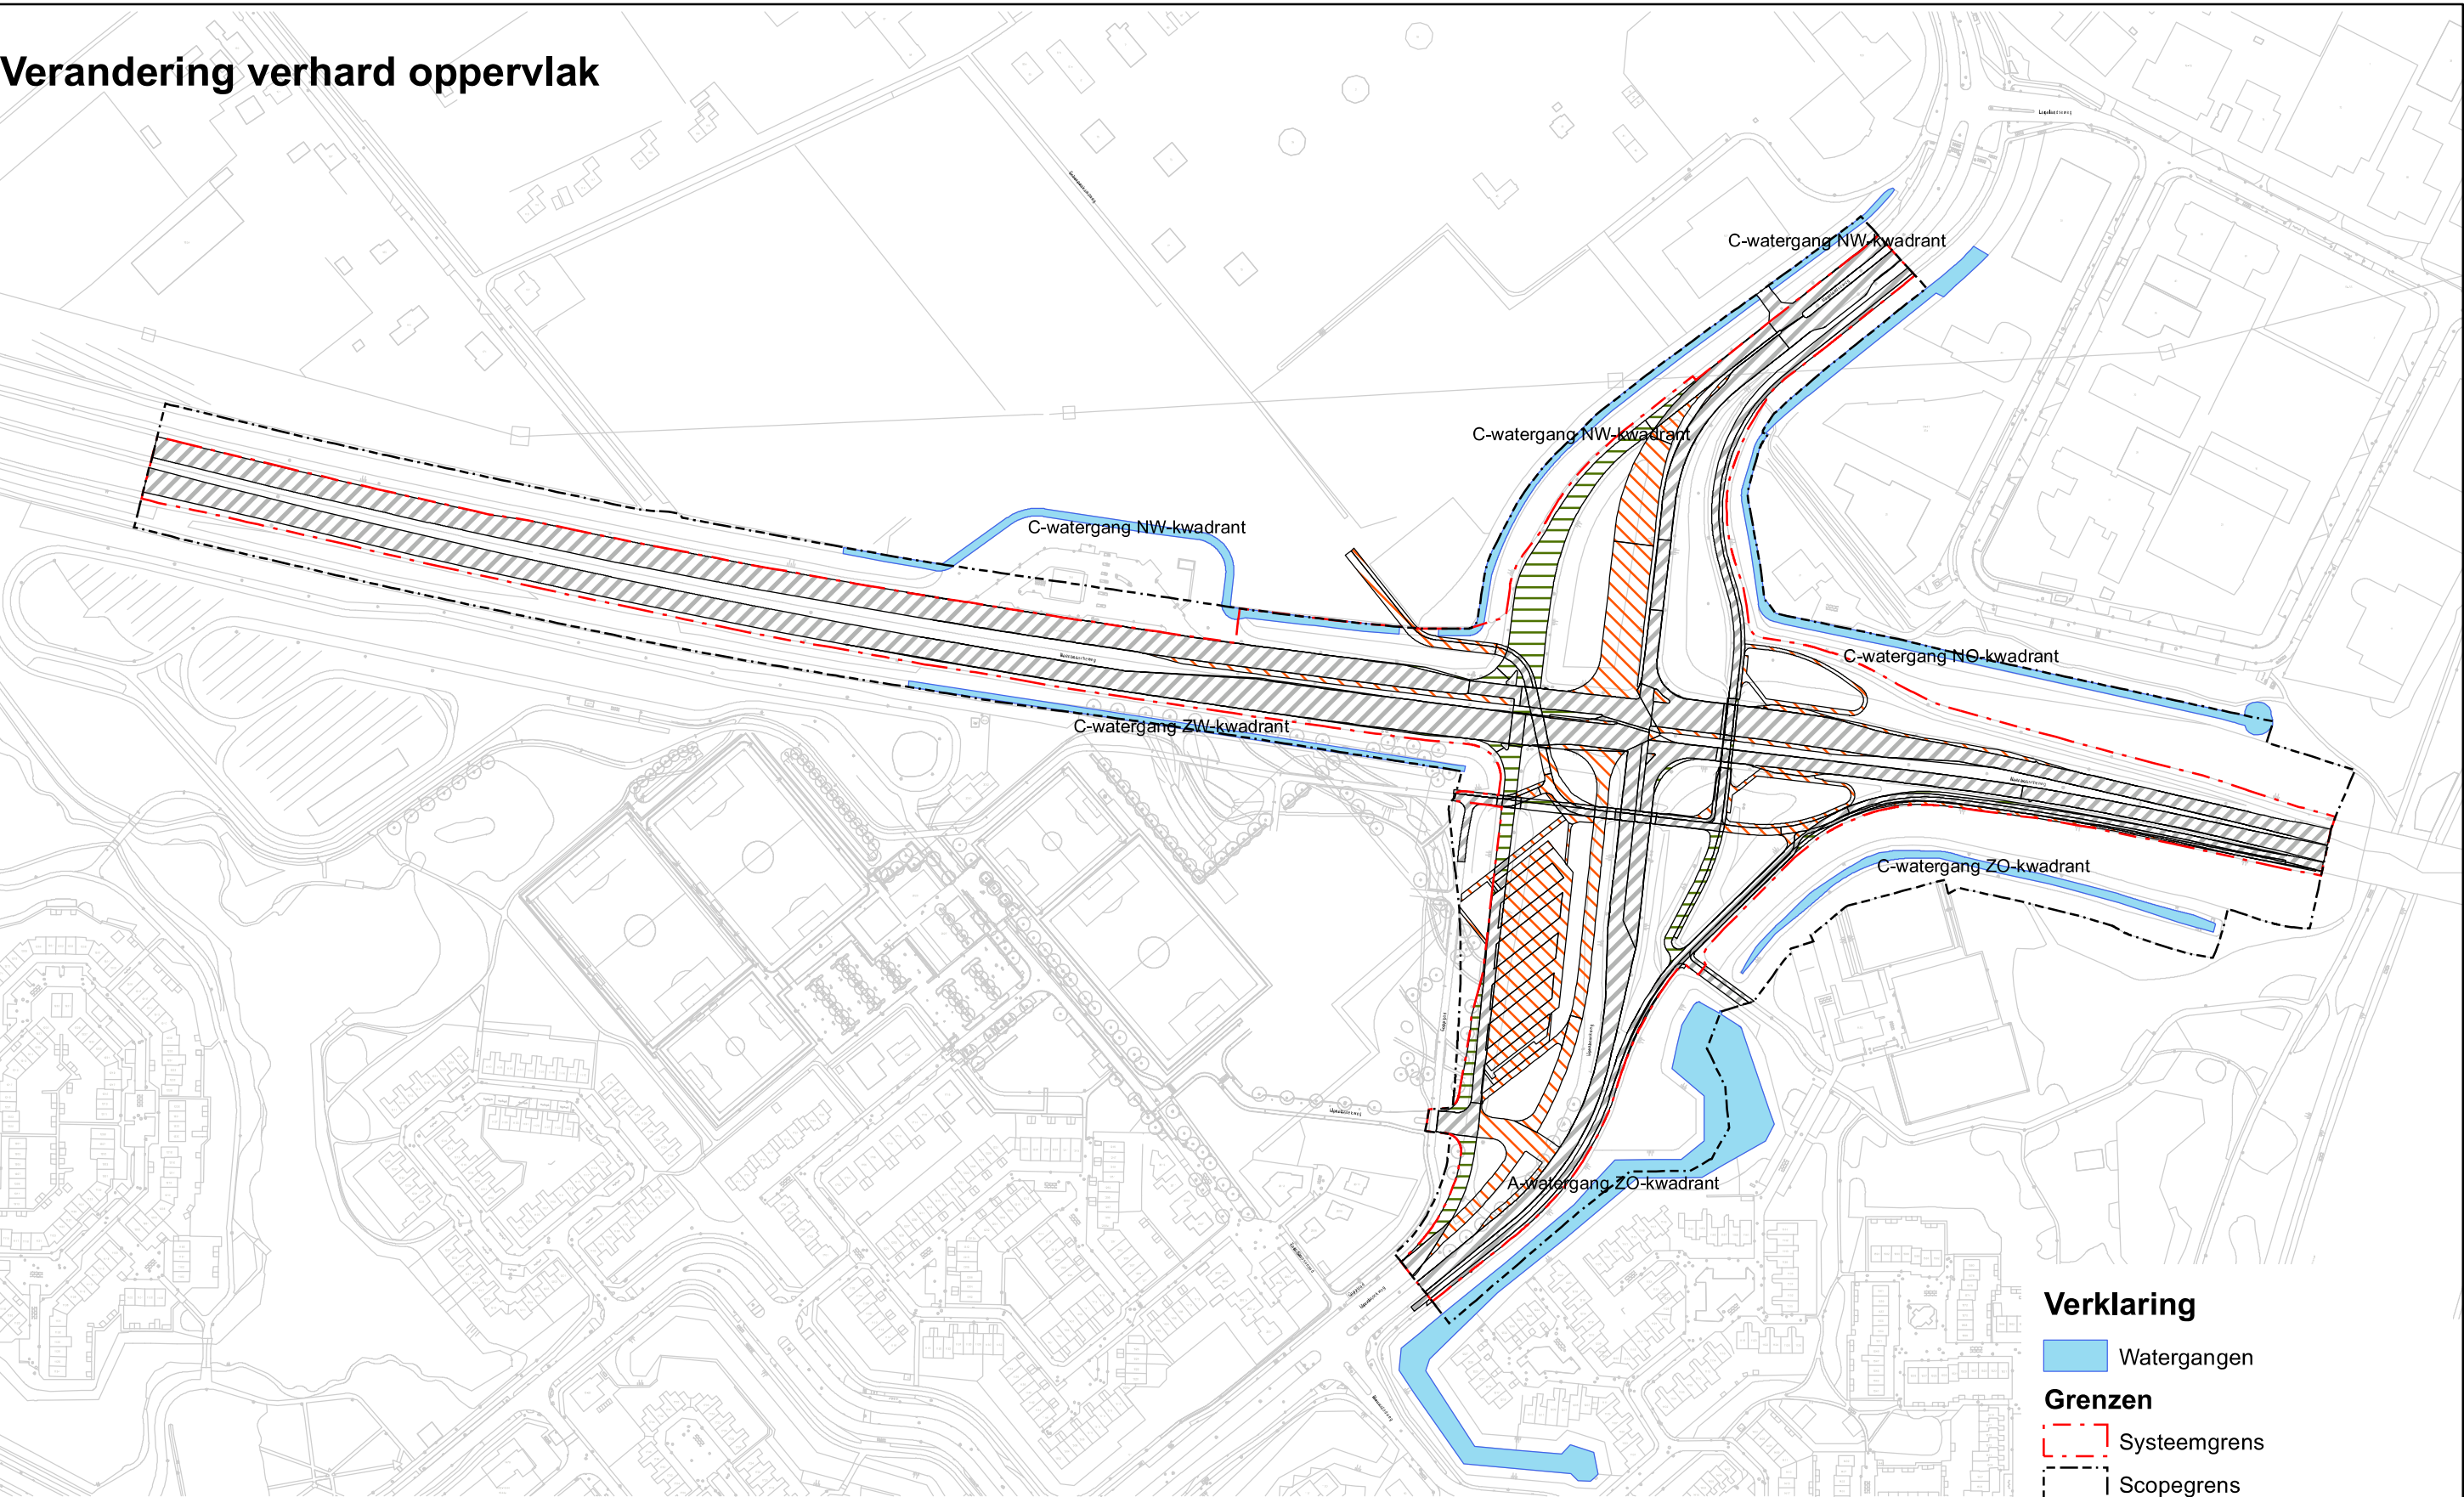 Verandering verhard oppervlak
C-watergang NW-kwadrant
C-watergang NW-kwadrant
C-watergang NW-kwadrant
C-watergang NO-kwadrant
C-watergang ZW-kwadrant
C-watergang ZO-kwadrant
A-watergang ZO-kwadrant
Verklaring
Watergangen
Grenzen
Systeemgrens
Scopegrens